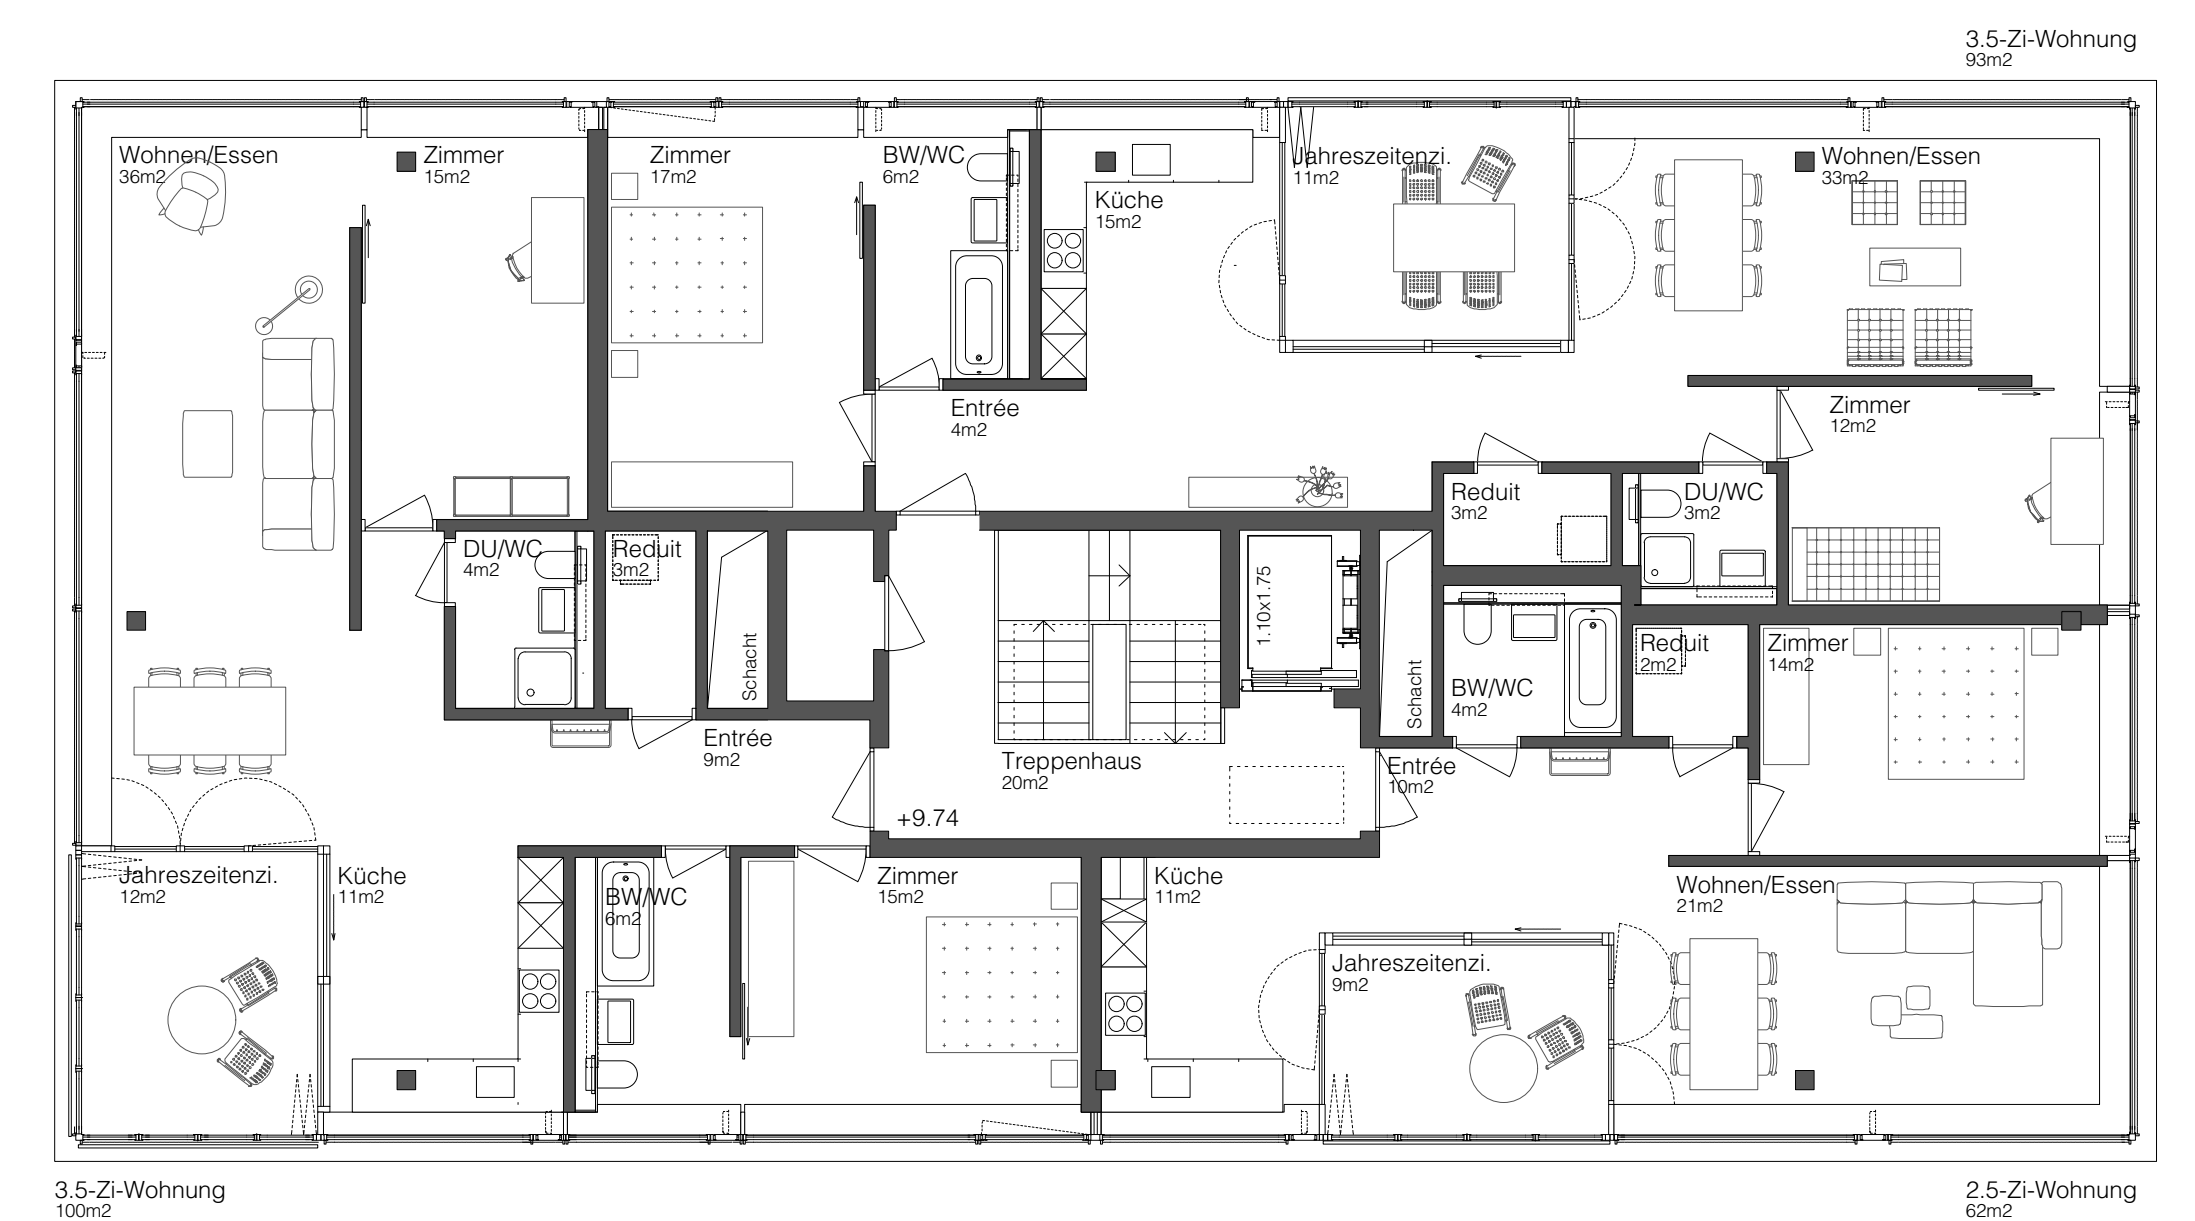 3.5-Zi-Wohnung
93m2
Wohnen/Essen
36m2
Zimmer
15m2
Zimmer
17m2
BW/WC
6m2
Küche
15m2
Jahreszeitenzi.
11m2
Wohnen/Essen
33m2
Entrée
4m2
Zimmer
12m2
Reduit
3m2
DU/WC
3m2
DU/WC
4m2
Reduit
3m2
Schacht
1.10x1.75
Schacht
BW/WC
4m2
Reduit
2m2
Zimmer
14m2
Entrée
9m2
Treppenhaus
20m2
Entrée
10m2
+9.74
Jahreszeitenzi.
12m2
Küche
11m2
BW/WC
6m2
Zimmer
15m2
Küche
11m2
Wohnen/Essen
21m2
Jahreszeitenzi.
9m2
3.5-Zi-Wohnung
100m2
2.5-Zi-Wohnung
62m2